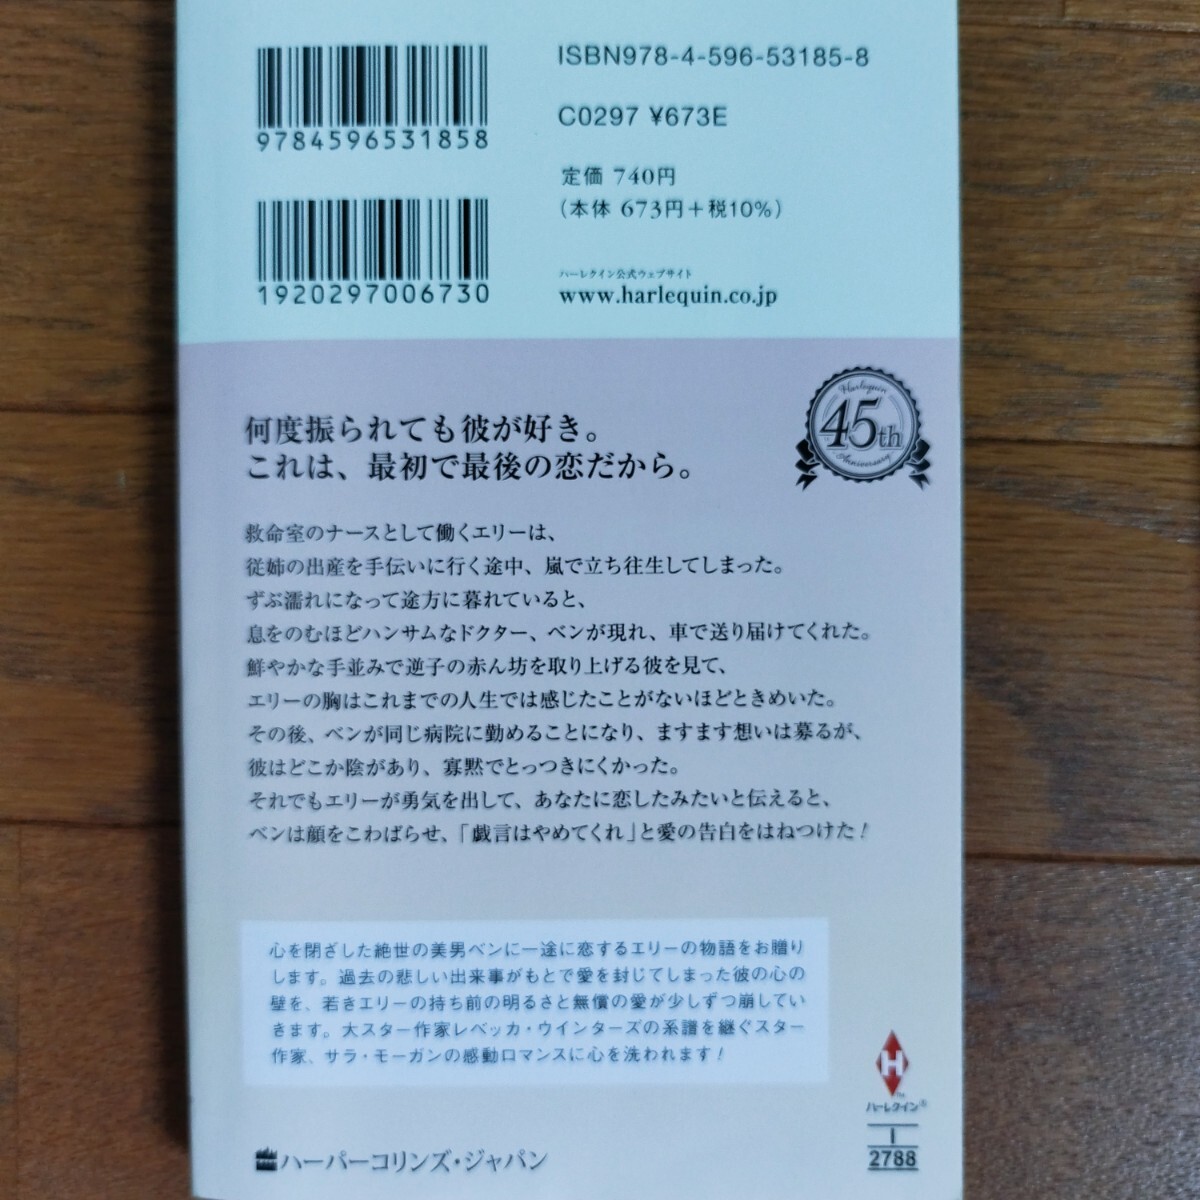 9784596531858
1920297006730
ISBN978-4-596-53185-8
C0297 ¥673E
定価 740円
(本体 673円+税10%)
ハーレクイン公式ウェブサイト
www.harlequin.co.jp
Harlequin
45th
Anniversary
何度振られても彼が好き。
これは、最初で最後の恋だから。
救命室のナースとして働くエリーは、
従姉の出産を手伝いに行く途中、嵐で立ち往生してしまった。
ずぶ濡れになって途方に暮れていると、
息をのむほどハンサムなドクター、ベンが現れ、車で送り届けてくれた。
鮮やかな手並みで逆子の赤ん坊を取り上げる彼を見て、
エリーの胸はこれまでの人生では感じたことがないほどときめいた。
その後、ベンが同じ病院に勤めることになり、ますます想いは募るが、
彼はどこか陰があり、寡黙でとっつきにくかった。
それでもエリーが勇気を出して、あなたに恋したみたいと伝えると、
ベンは顔をこわばらせ、「戯言はやめてくれ」と愛の告白をはねつけた!
心を閉ざした絶世の美男ベンに一途に恋するエリーの物語をお贈り
します。過去の悲しい出来事がもとで愛を封じてしまった彼の心の
壁を、若きエリーの持ち前の明るさと無償の愛が少しずつ崩してい
きます。大スター作家レベッカ・ウインターズの系譜を継ぐスター
作家、サラ・モーガンの感動ロマンスに心を洗われます!
H
™
ハーレクイン®
I
2788
ハーパーコリンズ・ジャパン